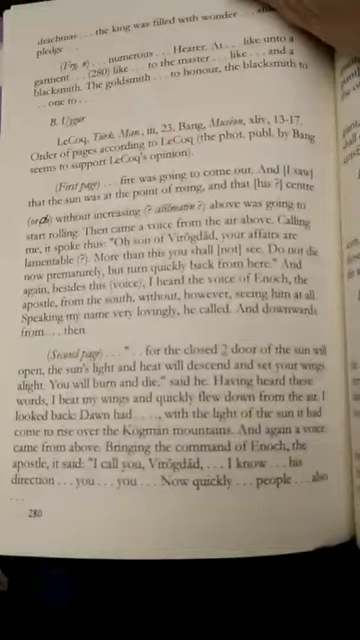 drachmas . . . the king was filled with wonder . . .
pledge . . .
(Frg. n) . . . numerous . . . Hearer. At . . . like unto a
garment . . . (280) like . . . to the master . . . like . . . and a
blacksmith. The goldsmith . . . to honour, the blacksmith to
. . . one to . . .
B. Uygur
LeCoq, Türk. Man., iii, 23. Bang, Muséon, xliv, 13-17.
Order of pages according to LeCoq (the phot. publ. by Bang
seems to support LeCoq's opinion).
(First page) . . . fire was going to come out. And [I saw]
that the sun was at the point of rising, and that [his ?] centre
without increasing (? ) above was going to
start rolling. Then came a voice from the air above. Calling
me, it spoke thus: "Oh son of Virōgdād, your affairs are
lamentable (?). More than this you shall [not] see. Do not die
now prematurely, but turn quickly back from here." And
again, besides this (voice), I heard the voice of Enoch, the
apostle, from the south, without, however, seeing him at all.
Speaking my name very lovingly, he called. And downwards
from . . . then
(Second page) . . . " . . for the closed 2 door of the sun will
open, the sun's light and heat will descend and set your wings
alight. You will burn and die," said he. Having heard these
words, I beat my wings and quickly flew down from the air. I
looked back: Dawn had . . . . , with the light of the sun it had
come to rise over the Kögmän mountains. And again a voice
came from above. Bringing the command of Enoch, the
apostle, it said: "I call you, Virōgdād, . . . I know . . . his
direction . . . you . . . you . . . Now quickly . . . people . . . also
. . .
280